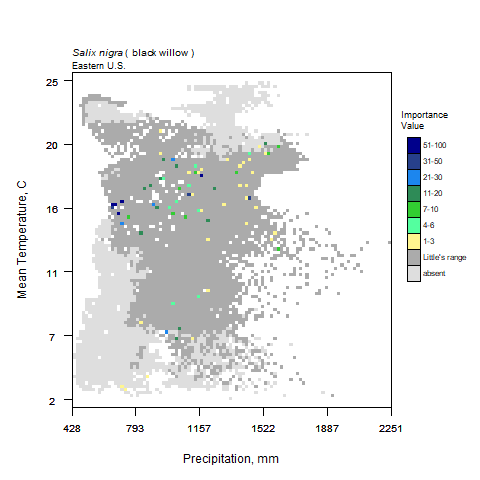 Salix nigra ( black willow )
Eastern U.S.
25
20
16
11
7
2
Mean Temperature, C
428 793 1157 1522 1887 2251
Precipitation, mm
Importance
Value
51-100
31-50
21-30
11-20
7-10
4-6
1-3
Little's range
absent